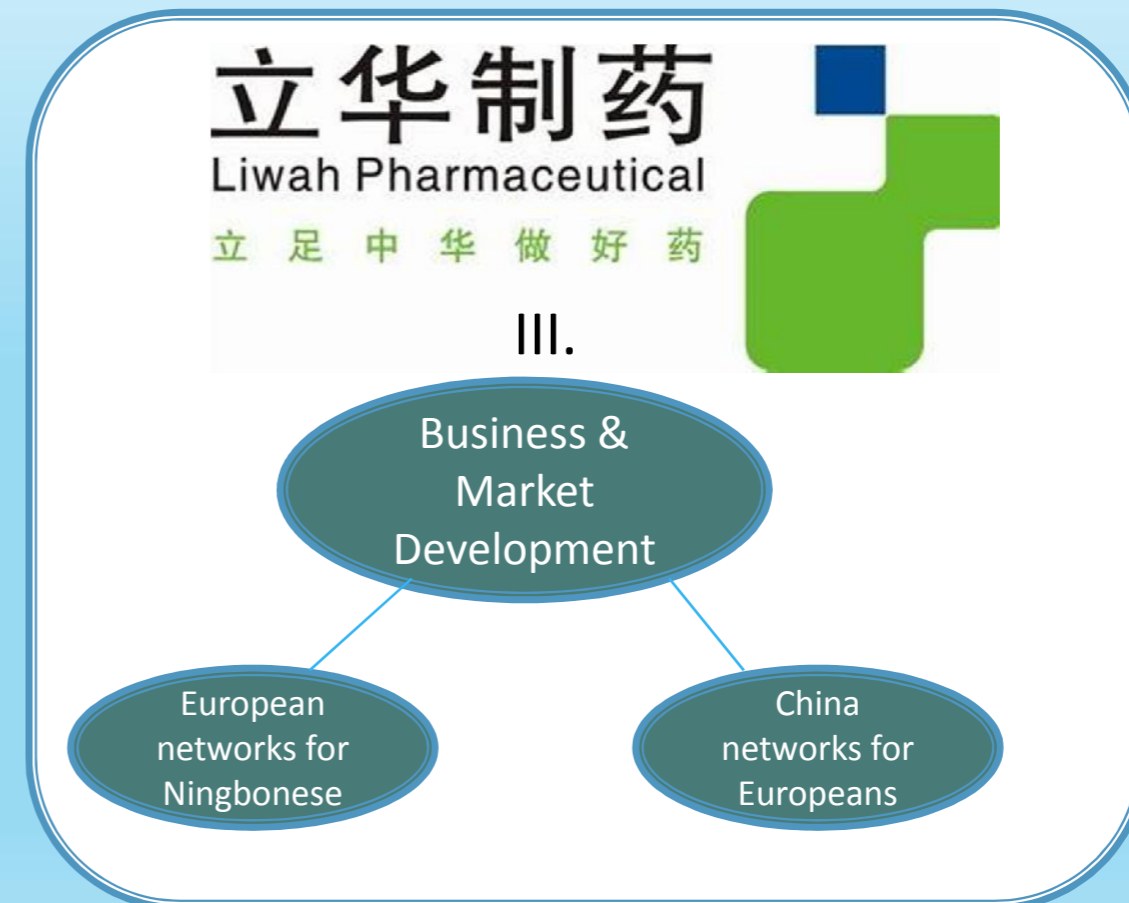 立华制药
Liwah Pharmaceutical
立足中华做好药
III.
Business &
Market
Development
European
networks for
Ningbonese
China
networks for
Europeans